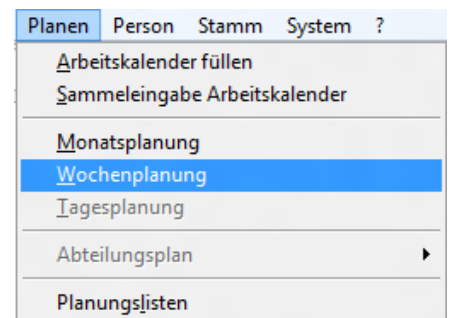 Planen Person Stamm System ?
Arbeitskalender füllen
Sammeleingabe Arbeitskalender
Monatsplanung
Wochenplanung
Tagesplanung
Abteilungsplan
Planungslisten